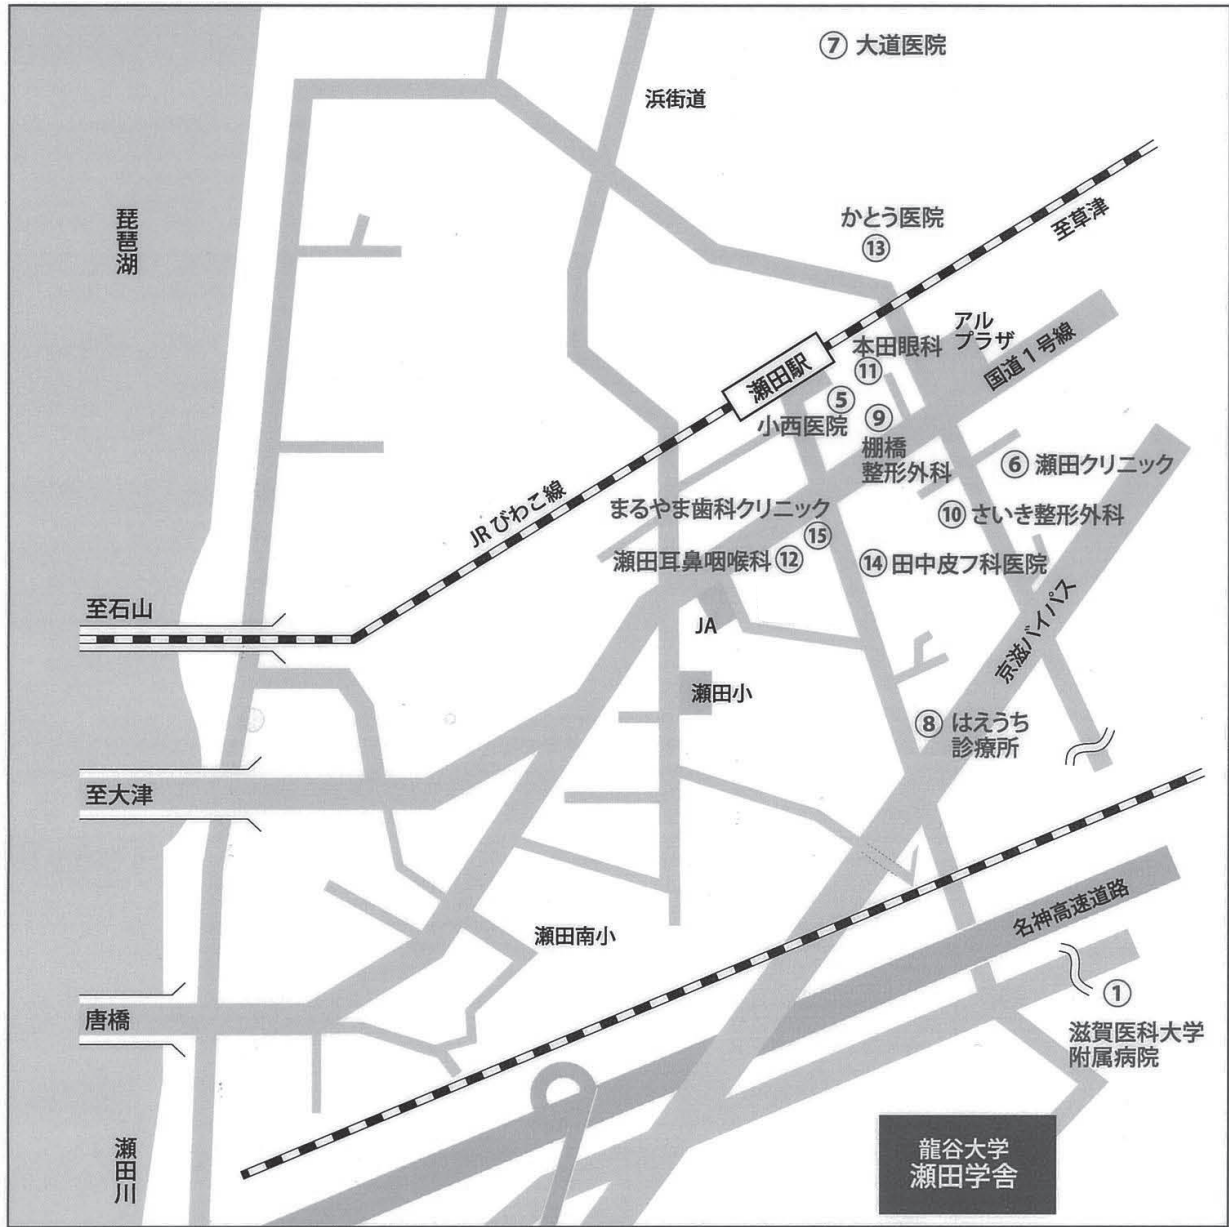 ⑦ 大道医院
浜街道
琵琶湖
かとう医院
⑬
至草津
アル
プラザ
本田眼科
⑪
国道1号線
瀬田駅
⑤
小西医院
⑨
棚橋
整形外科
⑥ 瀬田クリニック
JRびわこ線
まるやま歯科クリニック
⑮
⑩ さいき整形外科
瀬田耳鼻咽喉科 ⑫
⑭ 田中皮フ科医院
至石山
JA
京滋バイパス
瀬田小
⑧ はえうち
診療所
至大津
名神高速道路
瀬田南小
①
滋賀医科大学
附属病院
唐橋
瀬田川
龍谷大学
瀬田学舎